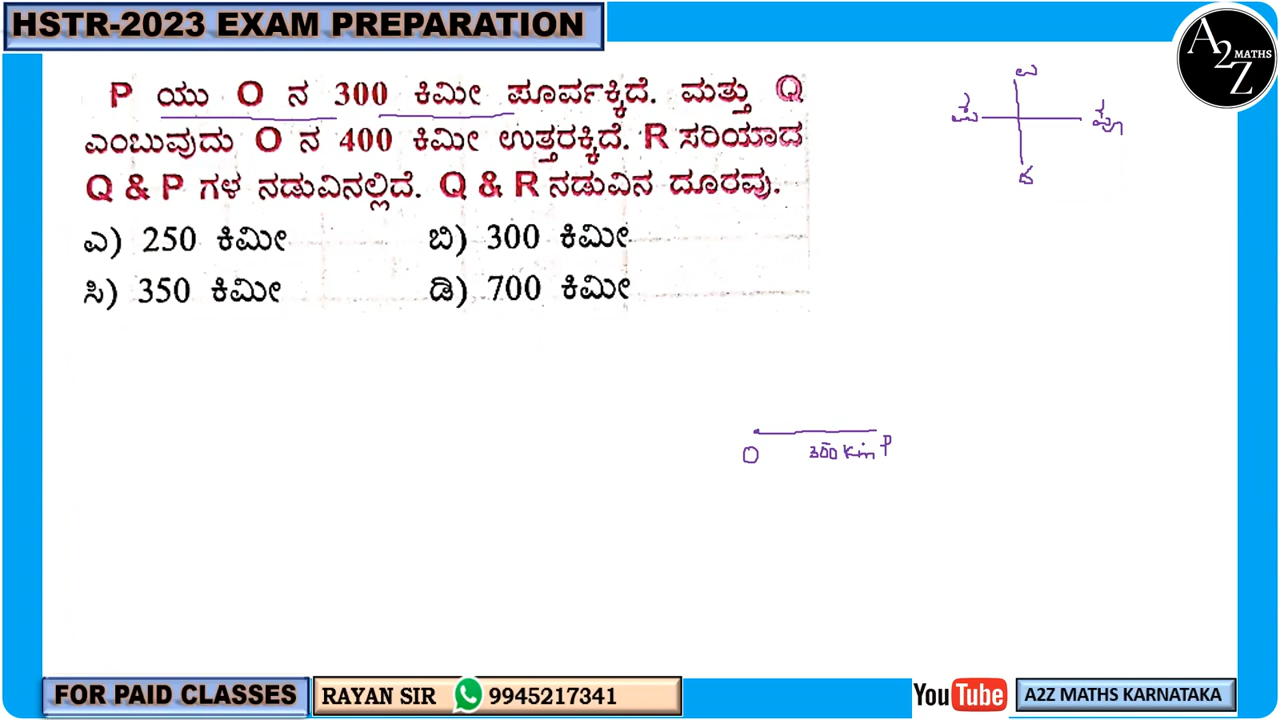 HSTR-2023 EXAM PREPARATION
A2Z MATHS
P ಯು O ನ 300 ಕಿಮೀ ಪೂರ್ವಕ್ಕಿದೆ. ಮತ್ತು Q
ಎಂಬುವುದು O ನ 400 ಕಿಮೀ ಉತ್ತರಕ್ಕಿದೆ. R ಸರಿಯಾದ
Q & P ಗಳ ನಡುವಿನಲ್ಲಿದೆ. Q & R ನಡುವಿನ ದೂರವು.
ಎ) 250 ಕಿಮೀ ಬಿ) 300 ಕಿಮೀ
ಸಿ) 350 ಕಿಮೀ ಡಿ) 700 ಕಿಮೀ
ಉ
ಪ ಪೂ
ದ
O 300 Km P
FOR PAID CLASSES RAYAN SIR 9945217341 YouTube A2Z MATHS KARNATAKA